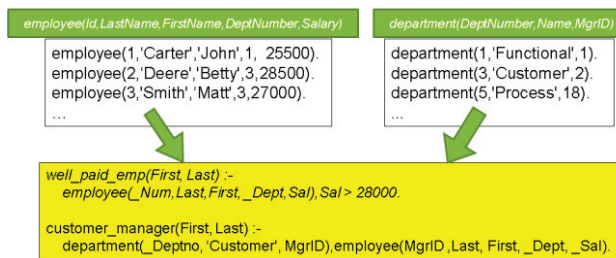 employee(Id,LastName,FirstName,DeptNumber,Salary)
employee(1,‘Carter’,'John',1, 25500).
employee(2,'Deere','Betty',3,28500).
employee(3,'Smith','Matt',3,27000).
...
department(DeptNumber,Name,MgrID)
department(1,'Functional',1).
department(3,'Customer',2).
department(5,'Process',18).
...
well_paid_emp(First, Last) :-
employee(_Num,Last,First,_Dept,Sal),Sal > 28000.
customer_manager(First, Last) :-
department(_Deptno, ‘Customer’, MgrID),employee(MgrID ,Last, First, _Dept, _Sal).